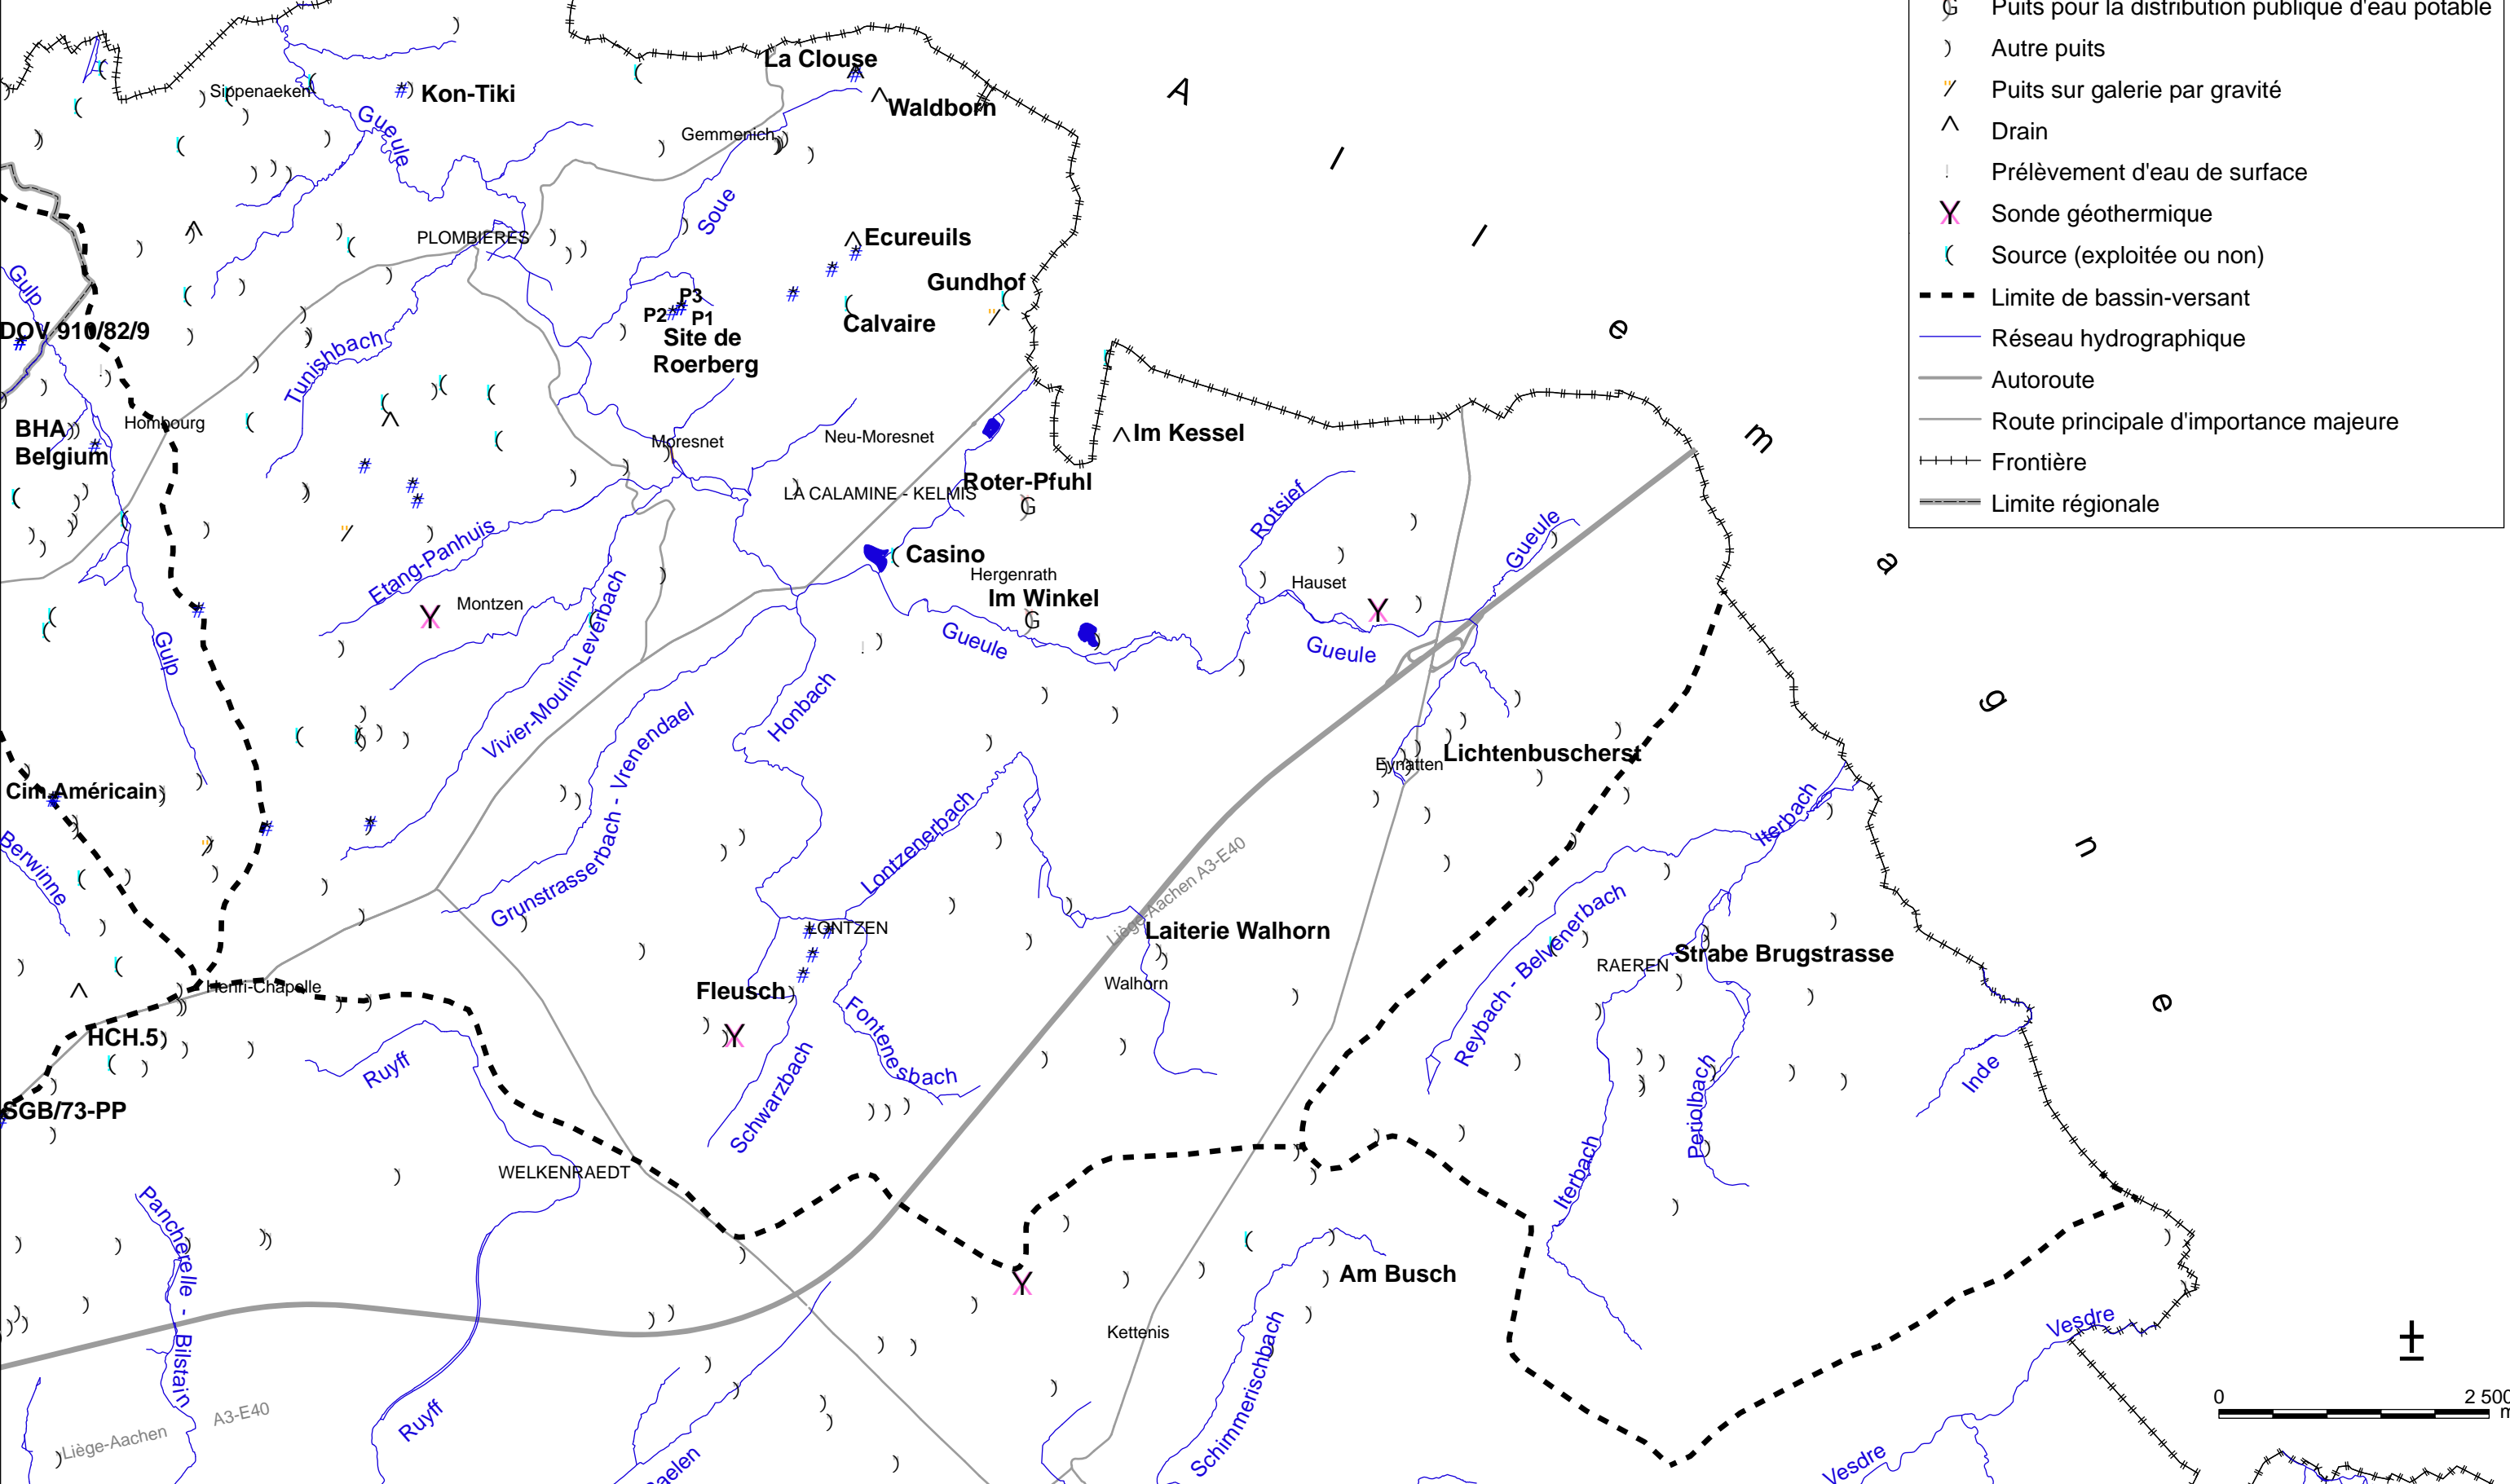 Puits pour la distribution publique d'eau potable
Autre puits
Puits sur galerie par gravité
Drain
Prélèvement d'eau de surface
Sonde géothermique
Source (exploitée ou non)
Limite de bassin-versant
Réseau hydrographique
Autoroute
Route principale d'importance majeure
Frontière
Limite régionale
La Clouse
Sippenaeken
Kon-Tiki
Waldborn
Gueule
Gemmenich
A l l e m a g n e
Soue
PLOMBIERES
Ecureuils
Gulp
Gundhof
P3
P2
P1
Calvaire
DOV 910/82/9
Site de
Roerberg
Tunishbach
Hombourg
BHA
Belgium
Moresnet
Neu-Moresnet
Im Kessel
Roter-Pfuhl
LA CALAMINE - KELMIS
Rotsief
Gueule
Etang-Panhuis
Casino
Hergenrath
Hauset
Montzen
Im Winkel
Gulp
Gueule
Gueule
Vivier-Moulin-Leverbach
Honbach
Grunstrasserbach - Vrenendael
Eynatten
Lichtenbuscherst
Cim.Américain
Iterbach
Berwinne
Lontzenerbach
Liège-Aachen A3-E40
LONTZEN
Laiterie Walhorn
Reybach - Belvenerbach
Strabe Brugstrasse
RAEREN
Walhorn
Henri-Chapelle
Fleusch
Fontenesbach
HCH.5
Ruyff
Schwarzbach
Periolbach
Inde
SGB/73-PP
WELKENRAEDT
Iterbach
Pancherelle - Bilstain
Am Busch
Kettenis
Vesdre
Schimmerischbach
±
0 2 500
m
A3-E40
Liège-Aachen
Ruyff
Vesdre